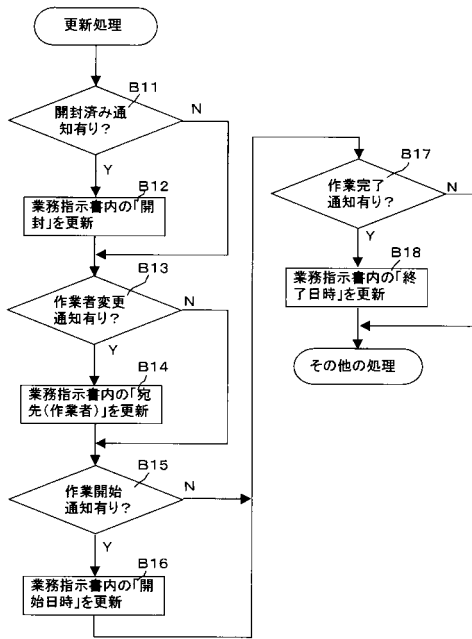 更新処理
B11
開封済み通
知有り?
N
Y
B12
業務指示書内の「開
封」を更新
B13
作業者変更
通知有り?
N
Y
B14
業務指示書内の「宛
先(作業者)」を更新
B15
作業開始
通知有り?
N
Y
B16
業務指示書内の「開
始日時」を更新
B17
作業完了
通知有り?
N
Y
B18
業務指示書内の「終
了日時」を更新
その他の処理